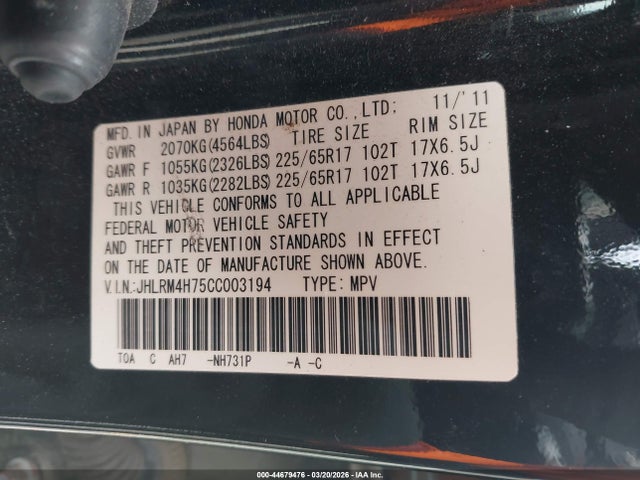 MFD. IN JAPAN BY HONDA MOTOR CO.,LTD; 11/'11
GVWR 2070KG(4564LBS) TIRE SIZE RIM SIZE
GAWR F 1055KG(2326LBS) 225/65R17 102T 17X6.5J
GAWR R 1035KG(2282LBS) 225/65R17 102T 17X6.5J
THIS VEHICLE CONFORMS TO ALL APPLICABLE
FEDERAL MOTOR VEHICLE SAFETY
AND THEFT PREVENTION STANDARDS IN EFFECT
ON THE DATE OF MANUFACTURE SHOWN ABOVE.
V.I.N.:JHLRM4H75CC003194 TYPE: MPV
TOA C AH7 -NH731P -A -C
000-44679476 | 03/20/2026 | IAA Inc.